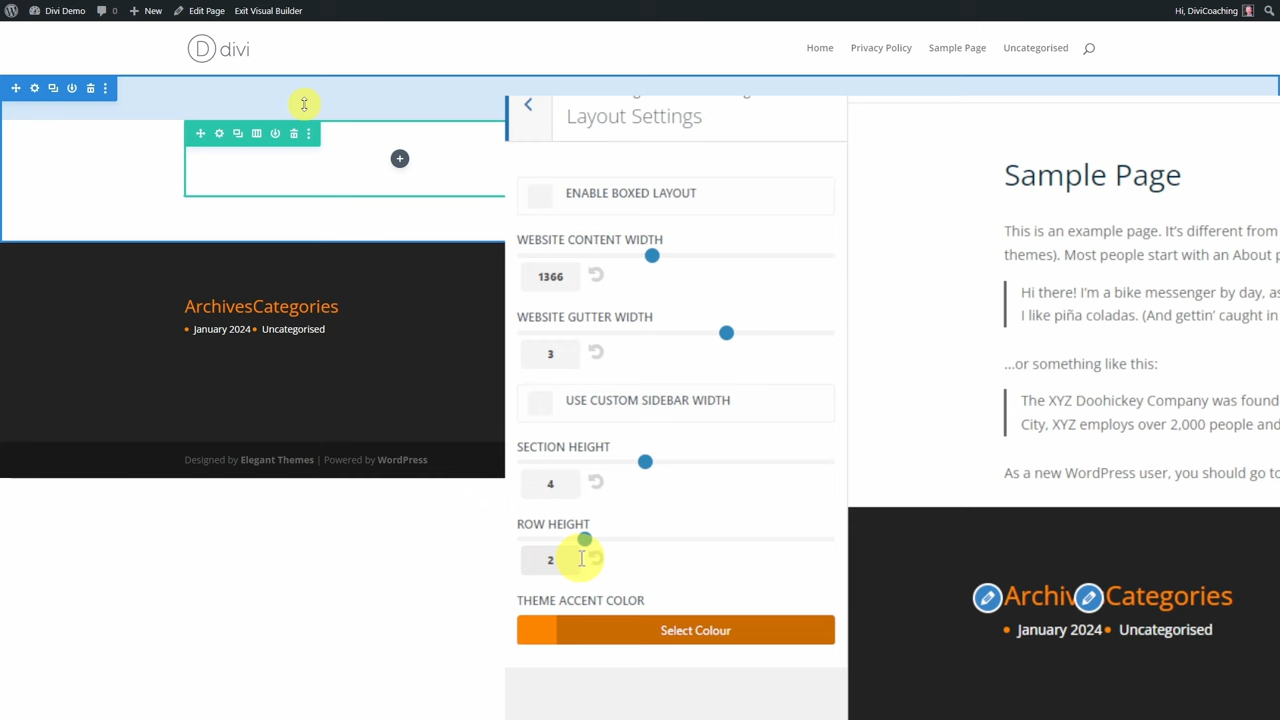 Divi Demo 0 New Edit Page Exit Visual Builder Hi, DiviCoaching
D divi Home Privacy Policy Sample Page Uncategorised
Layout Settings
ENABLE BOXED LAYOUT
WEBSITE CONTENT WIDTH
1366
WEBSITE GUTTER WIDTH
3
USE CUSTOM SIDEBAR WIDTH
SECTION HEIGHT
4
ROW HEIGHT
2
THEME ACCENT COLOR
Select Colour
ArchivesCategories
January 2024 Uncategorised
Designed by Elegant Themes | Powered by WordPress
Sample Page
This is an example page. It's different from
themes). Most people start with an About
Hi there! I'm a bike messenger by day,
I like piña coladas. (And gettin' caught in
...or something like this:
The XYZ Doohickey Company was found
City, XYZ employs over 2,000 people and
As a new WordPress user, you should go to
Archiv Categories
January 2024 Uncategorised